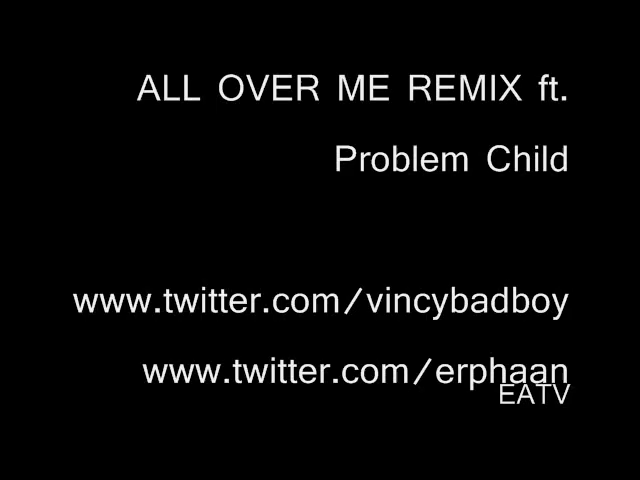 ALL OVER ME REMIX ft.
Problem Child
www.twitter.com/vincybadboy
www.twitter.com/erphaan
EATV